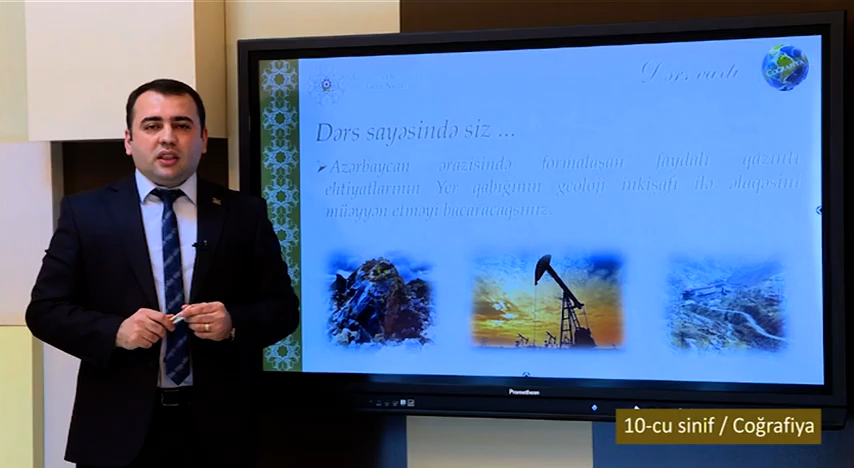 Dərs vaxtı
Dərs sayəsində siz ...
Azərbaycan ərazisində formalaşan faydalı qazıntı
ehtiyatlarının Yer qabığının geoloji inkişafı ilə əlaqəsini
müəyyən etməyi bacaracaqsınız.
Promethean
10-cu sinif / Coğrafiya